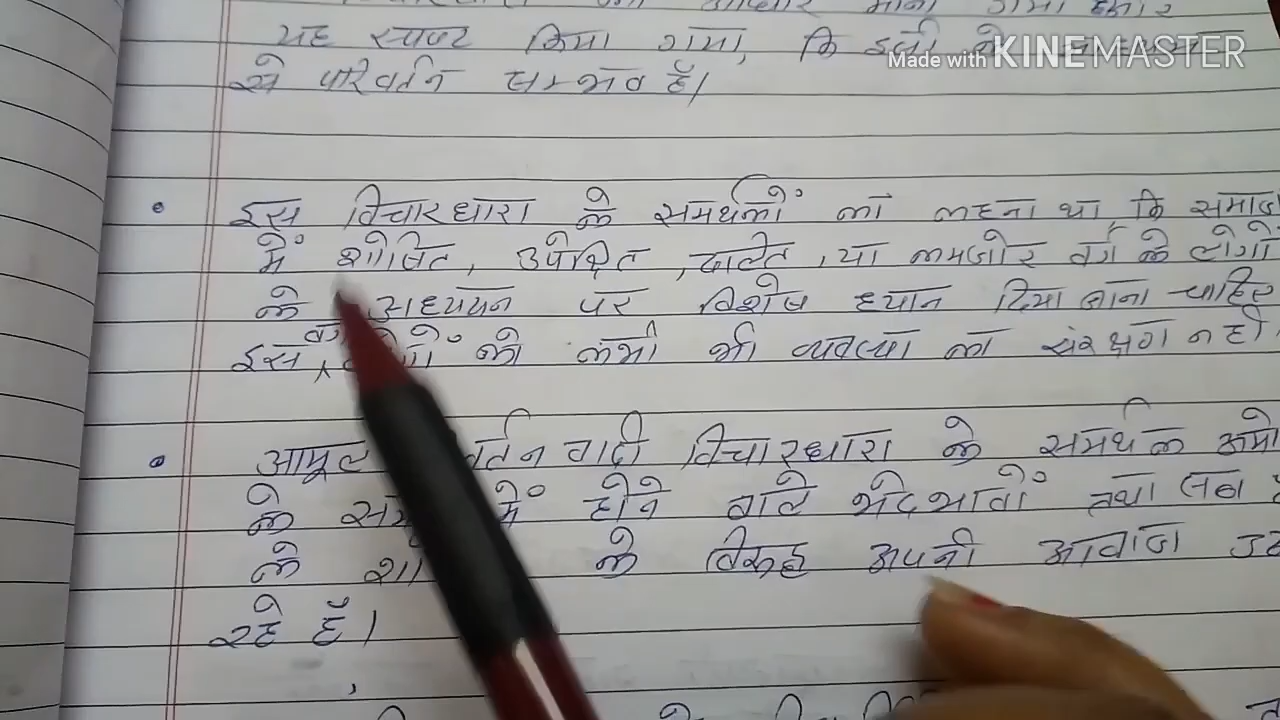 Made with KINEMASTER
यह स्पष्ट किया गया, कि इसी के
से परिवर्तन सम्भव है।
इस विचारधारा के समर्थकों का कहना था, कि समाज
में शोषित, उपेक्षित, दलित, या कमजोर वर्ग के लोगो
के अध्ययन पर विशेष ध्यान दिया जाना चाहिए
इस वर्ग को कभी भी व्यवस्था का संरक्षण नही
आमूल विचारधारा के समर्थक
के में होने वाले भेदभावों तथा
के के विरूद्ध अपनी आवाज
रहे हैं।